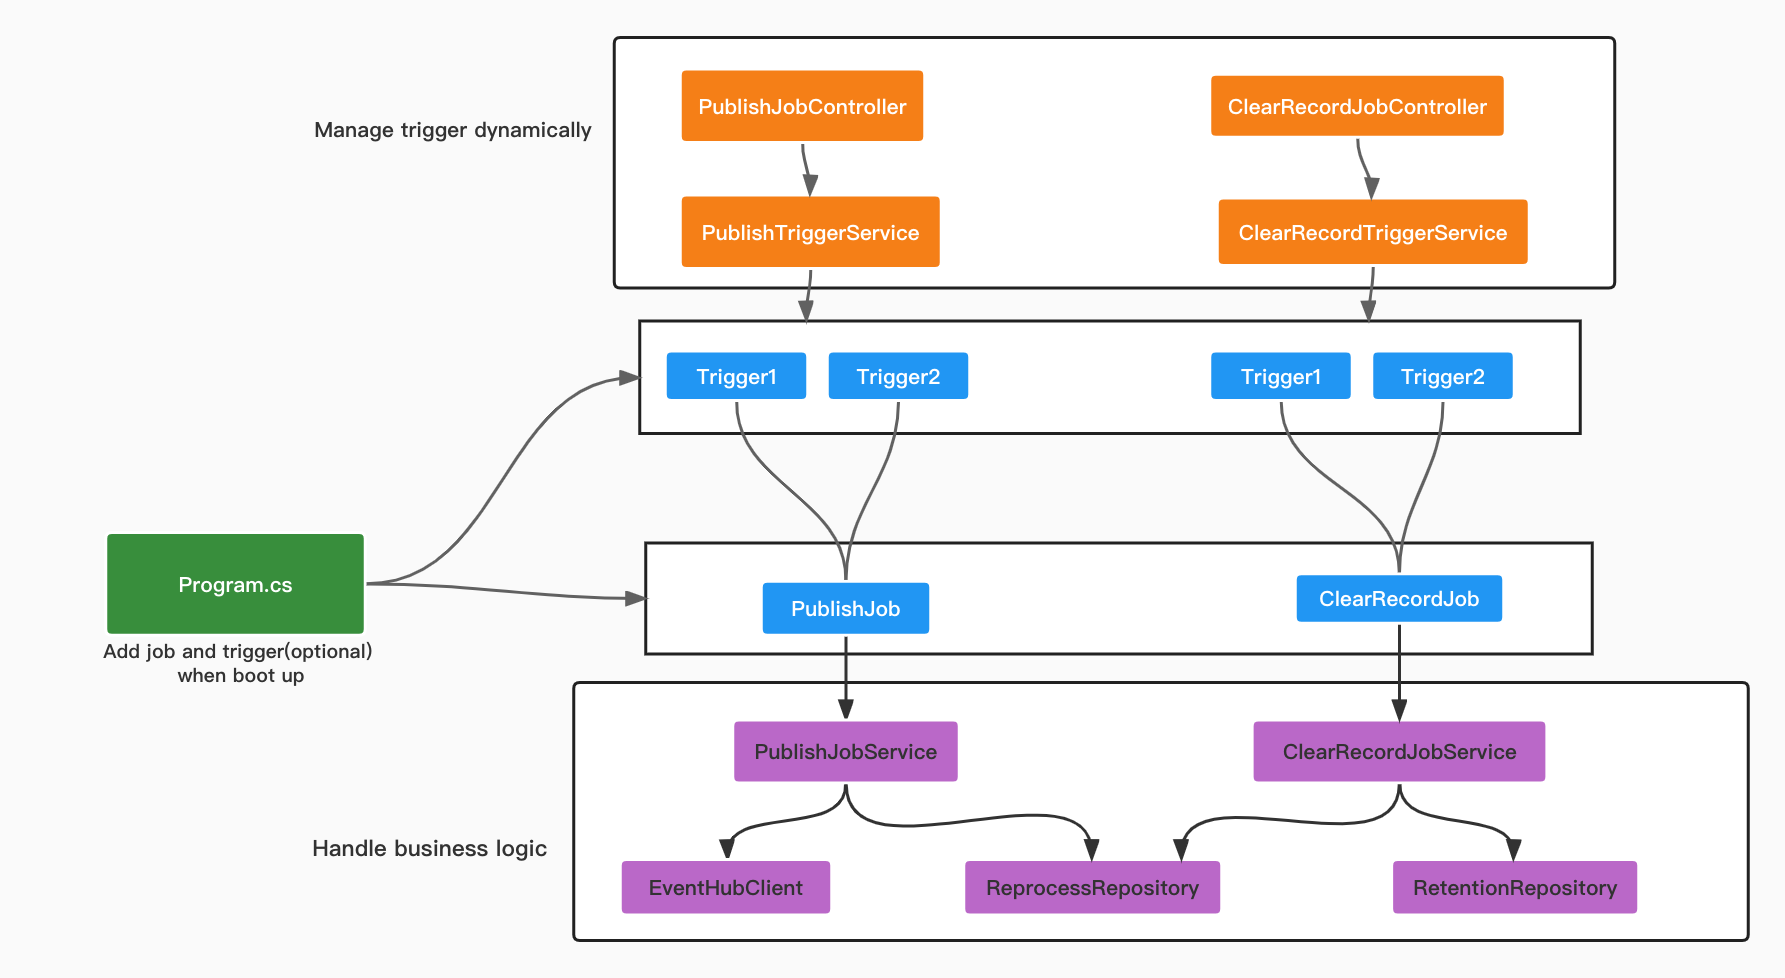 PublishJobController
ClearRecordJobController
Manage trigger dynamically
PublishTriggerService
ClearRecordTriggerService
Trigger1
Trigger2
Trigger1
Trigger2
Program.cs
Add job and trigger(optional)
when boot up
PublishJob
ClearRecordJob
PublishJobService
ClearRecordJobService
Handle business logic
EventHubClient
ReprocessRepository
RetentionRepository